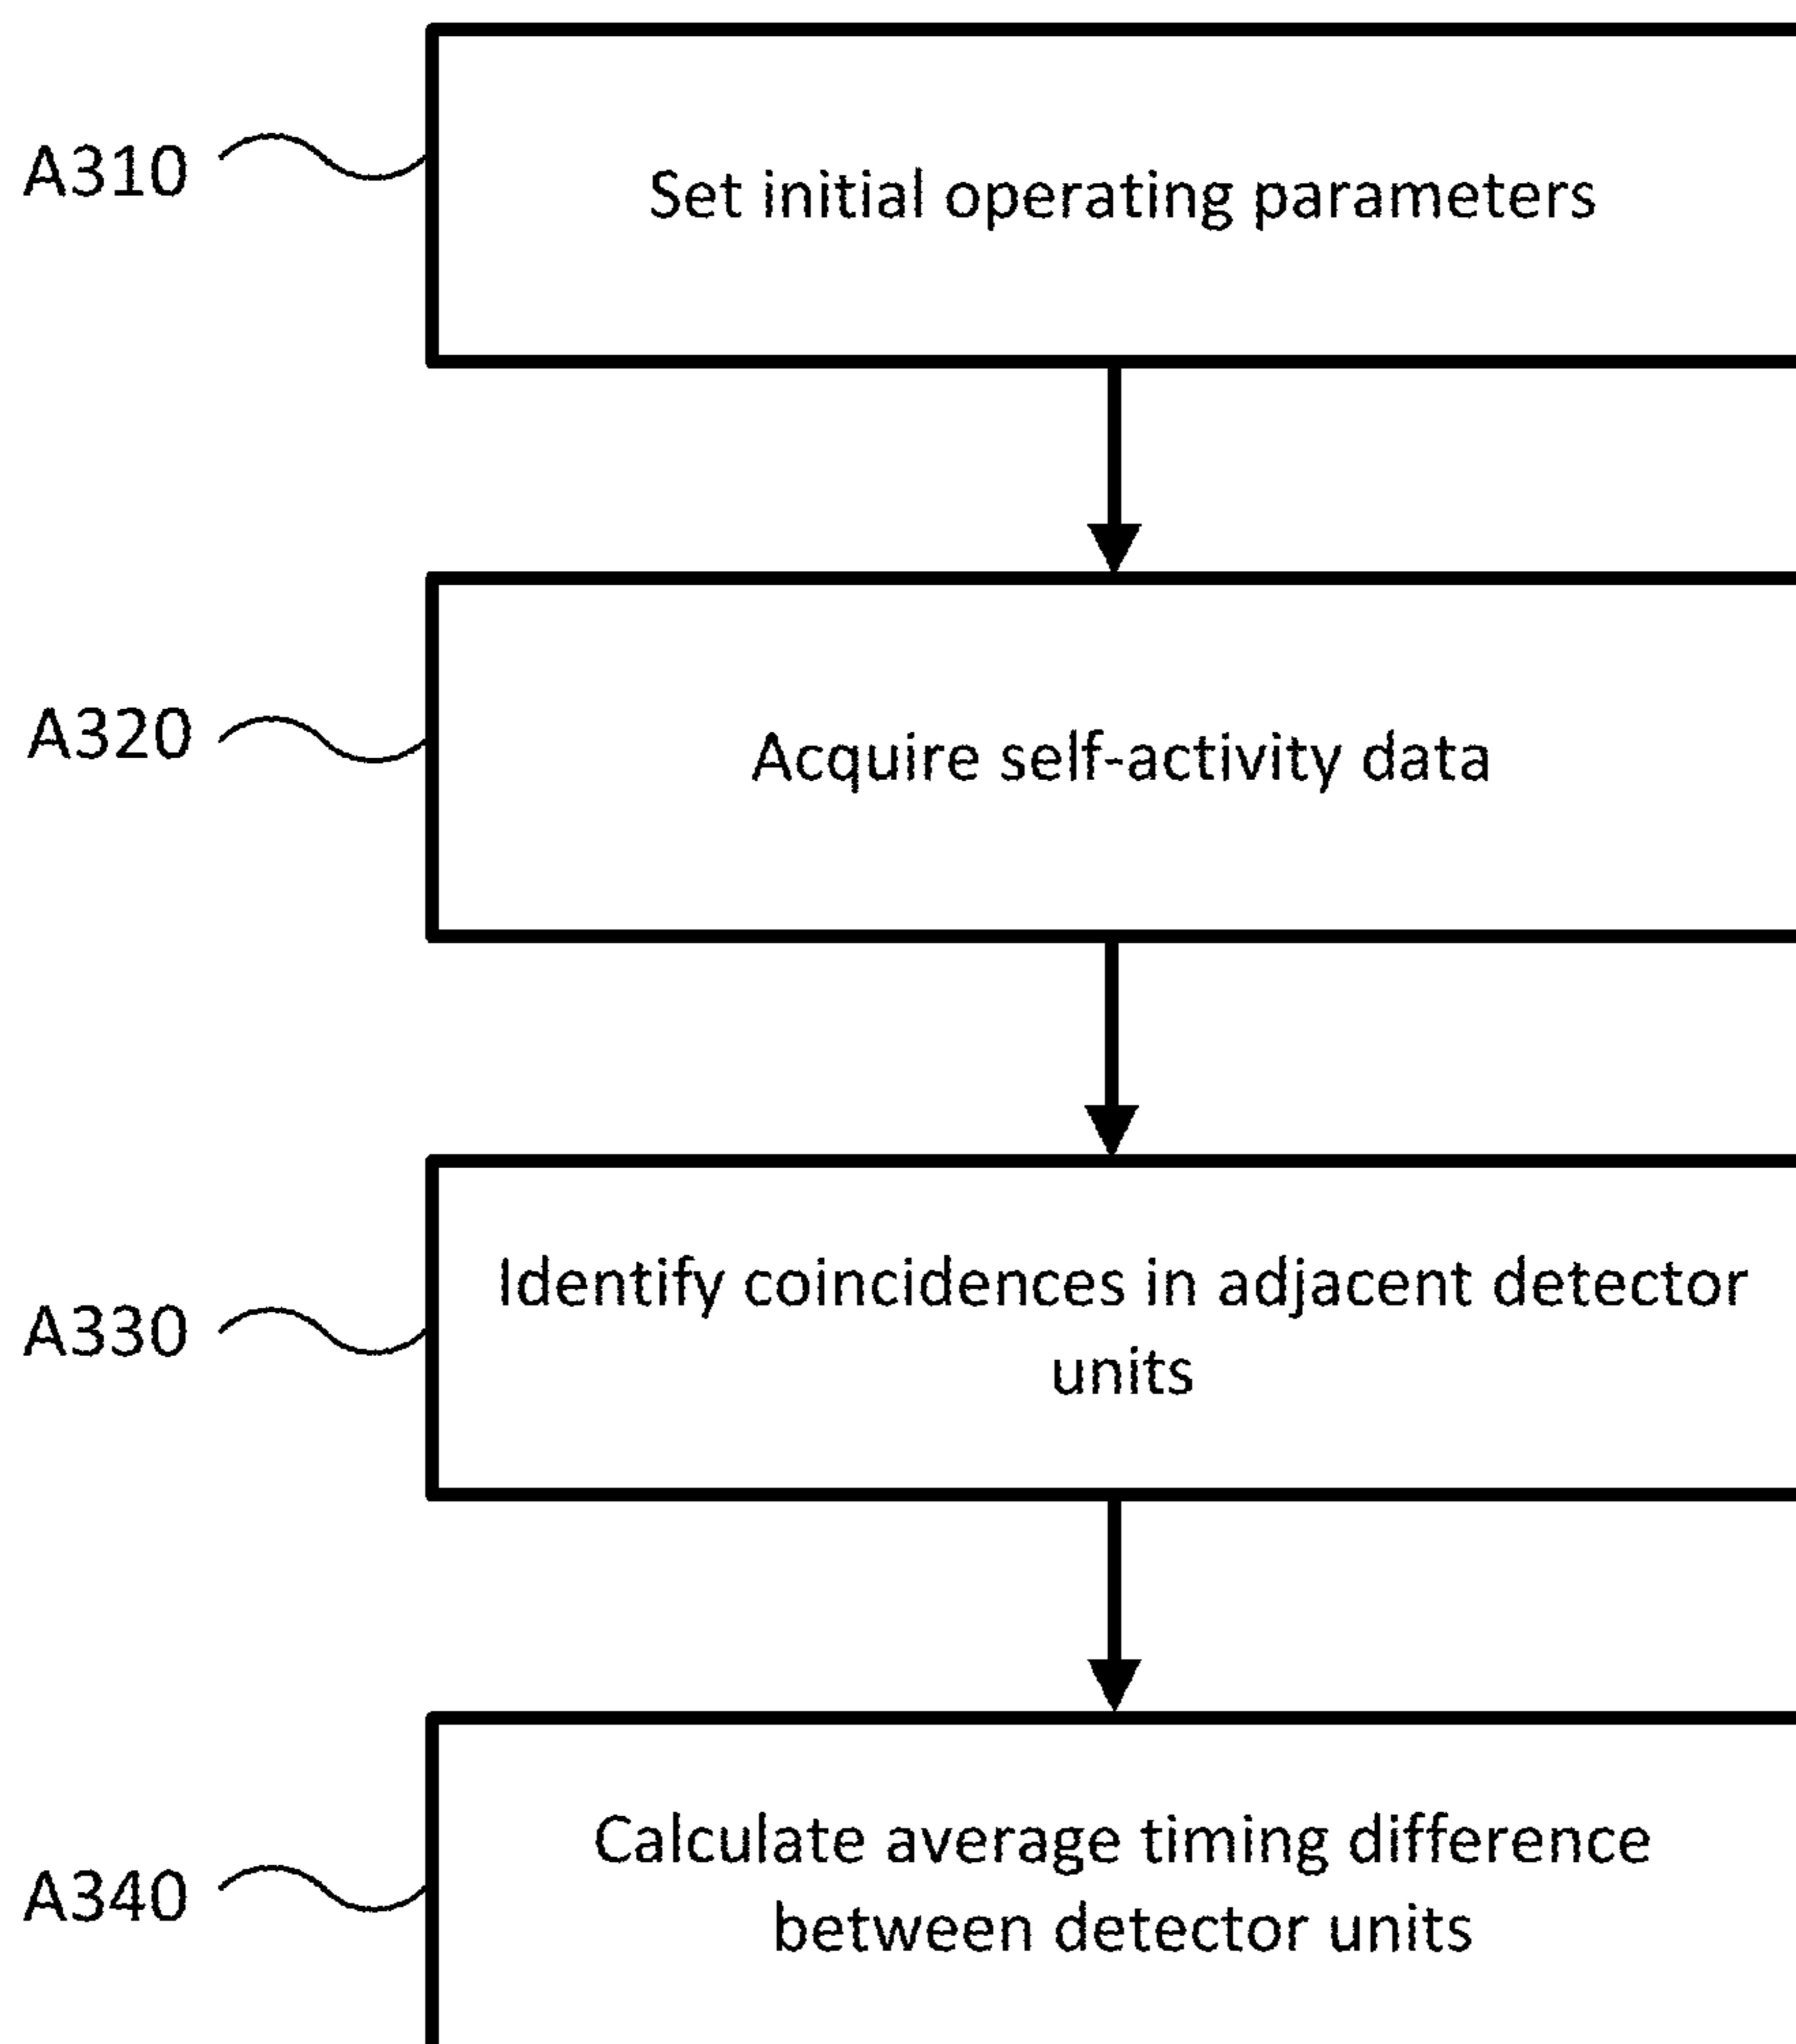 A310
Set initial operating parameters
A320
Acquire self-activity data
A330
Identify coincidences in adjacent detector
units
A340
Calculate average timing difference
between detector units